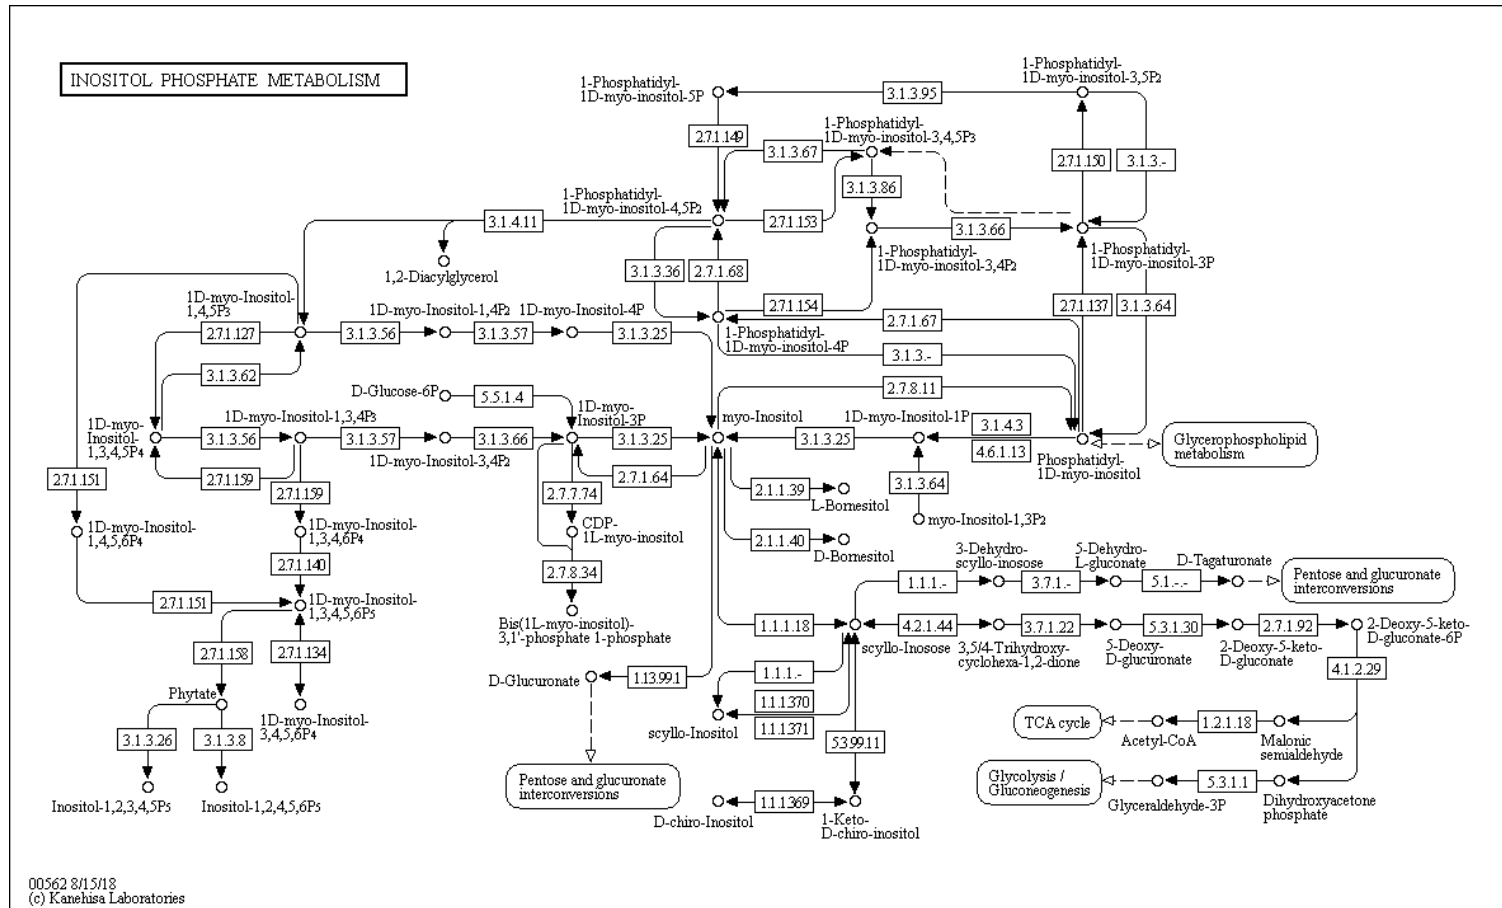 INOSITOL PHOSPHATE METABOLISM
1-Phosphatidyl-
1D-myo-inositol-5P
3.1.3.95
1-Phosphatidyl-
1D-myo-inositol-3,5P2
2.7.1.149
3.1.3.67
1-Phosphatidyl-
1D-myo-inositol-3,4,5P3
2.7.1.150
3.1.3.-
3.1.3.86
1-Phosphatidyl-
1D-myo-inositol-4,5P2
3.1.4.11
2.7.1.153
3.1.3.66
1,2-Diacylglycerol
3.1.3.36
2.7.1.68
1-Phosphatidyl-
1D-myo-inositol-3,4P2
1-Phosphatidyl-
1D-myo-inositol-3P
1D-myo-Inositol-
1,4,5P3
1D-myo-Inositol-1,4P2
1D-myo-Inositol-4P
2.7.1.154
2.7.1.137
3.1.3.64
2.7.1.127
3.1.3.56
3.1.3.57
3.1.3.25
1-Phosphatidyl-
1D-myo-inositol-4P
2.7.1.67
3.1.3.-
3.1.3.62
D-Glucose-6P
5.5.1.4
2.7.8.11
1D-myo-
Inositol-
1,3,4,5P4
1D-myo-Inositol-1,3,4P3
1D-myo-
Inositol-3P
myo-Inositol
1D-myo-Inositol-1P
3.1.4.3
3.1.3.56
3.1.3.57
3.1.3.66
3.1.3.25
3.1.3.25
4.6.1.13
Glycerophospholipid
metabolism
1D-myo-Inositol-3,4P2
Phosphatidyl-
1D-myo-inositol
2.7.1.151
2.7.1.159
2.7.1.159
2.7.7.74
2.7.1.64
2.1.1.39
L-Bornesitol
3.1.3.64
myo-Inositol-1,3P2
1D-myo-Inositol-
1,4,5,6P4
1D-myo-Inositol-
1,3,4,6P4
CDP-
1L-myo-inositol
2.1.1.40
D-Bornesitol
2.7.1.140
2.7.8.34
3-Dehydro-
scyllo-inosose
5-Dehydro-
L-gluconate
D-Tagaturonate
1.1.1.-
3.7.1.-
5.1.-.-
Pentose and glucuronate
interconversions
2.7.1.151
1D-myo-Inositol-
1,3,4,5,6P5
Bis(1L-myo-inositol)-
3,1'-phosphate 1-phosphate
1.1.1.18
4.2.1.44
3.7.1.22
5.3.1.30
2.7.1.92
2-Deoxy-5-keto-
D-gluconate-6P
scyllo-Inosose
3,5/4-Trihydroxy-
cyclohexa-1,2-dione
5-Deoxy-
D-glucuronate
2-Deoxy-5-keto-
D-gluconate
2.7.1.158
2.7.1.134
4.1.2.29
D-Glucuronate
1.13.99.1
1.1.1.-
Phytate
1.1.1.370
1D-myo-Inositol-
3,4,5,6P4
scyllo-Inositol
1.1.1.371
TCA cycle
1.2.1.18
Acetyl-CoA
Malonic
semialdehyde
3.1.3.26
3.1.3.8
5.3.99.11
Pentose and glucuronate
interconversions
Glycolysis /
Gluconeogenesis
5.3.1.1
Glyceraldehyde-3P
Dihydroxyacetone
phosphate
Inositol-1,2,3,4,5P5
Inositol-1,2,4,5,6P5
1.1.1.369
D-chiro-Inositol
1-Keto-
D-chiro-inositol
00562 8/15/18
(c) Kanehisa Laboratories